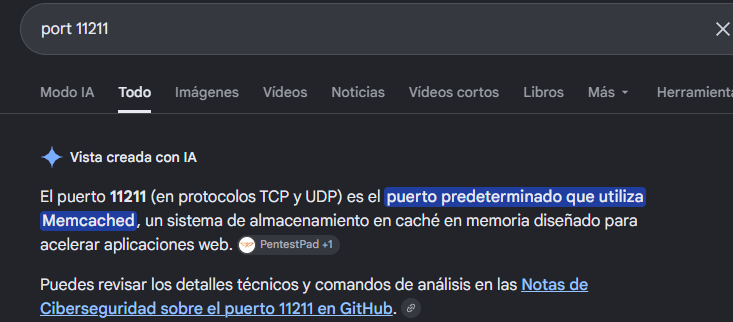 port 11211
Modo IA Todo Imágenes Vídeos Noticias Vídeos cortos Libros Más
Vista creada con IA
El puerto 11211 (en protocolos TCP y UDP) es el puerto predeterminado que utiliza
Memcached, un sistema de almacenamiento en caché en memoria diseñado para
acelerar aplicaciones web. PentestPad +1
Puedes revisar los detalles técnicos y comandos de análisis en las Notas de
Ciberseguridad sobre el puerto 11211 en GitHub.